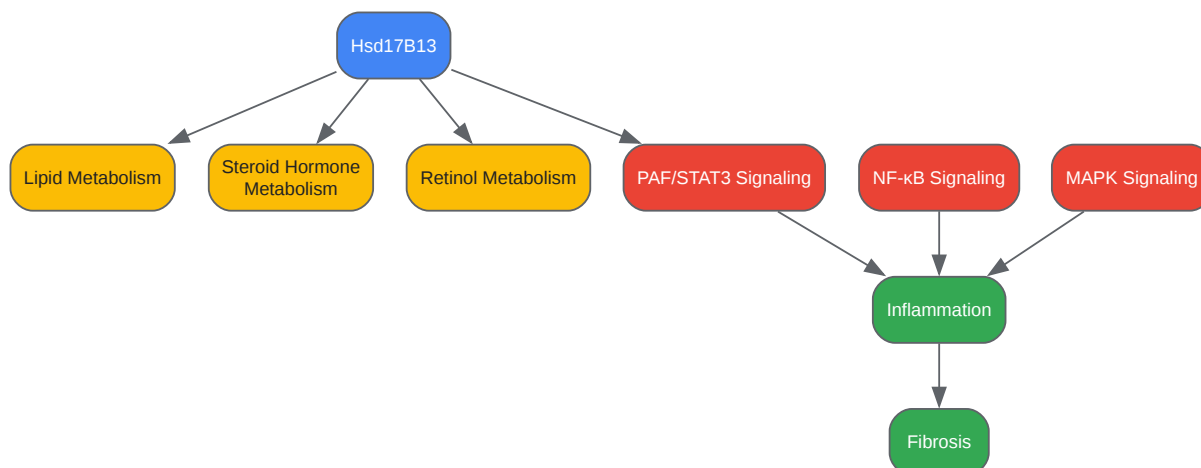 Hsd17B13
Lipid Metabolism
Steroid Hormone
Metabolism
Retinol Metabolism
PAF/STAT3 Signaling
NF-κB Signaling
MAPK Signaling
Inflammation
Fibrosis